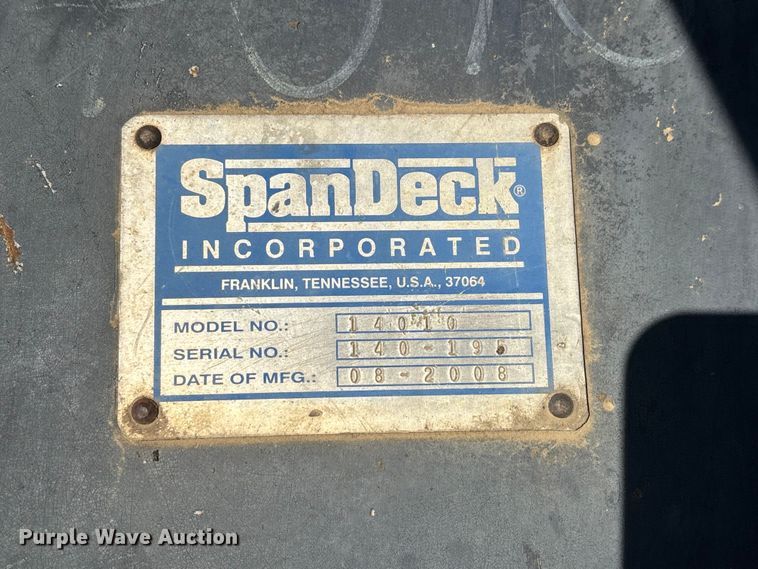 SpanDeck®
INCORPORATED
FRANKLIN, TENNESSEE, U.S.A., 37064
MODEL NO.: 14010
SERIAL NO.: 140-195
DATE OF MFG.: 08-2008
Purple Wave Auction